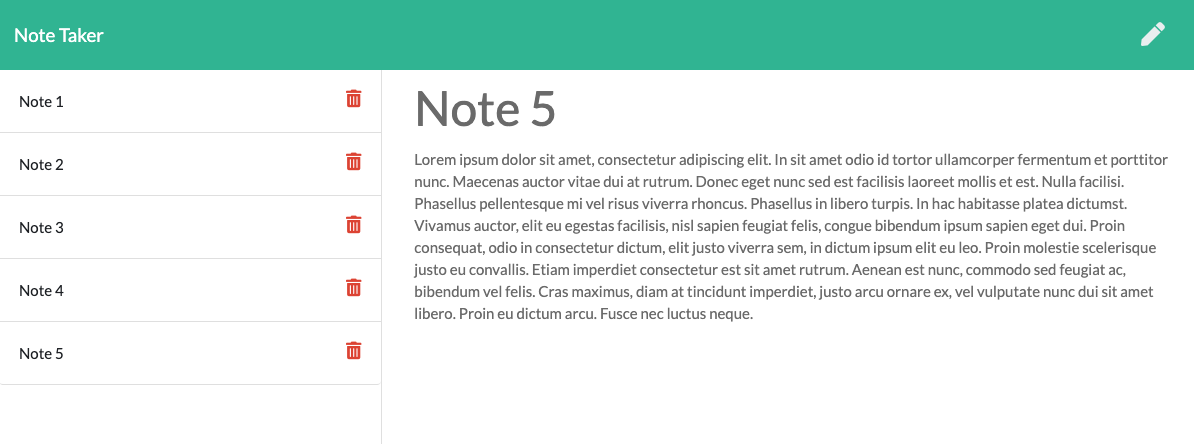 Note Taker
Note 1
Note 2
Note 3
Note 4
Note 5
Note 5
Lorem ipsum dolor sit amet, consectetur adipiscing elit. In sit amet odio id tortor ullamcorper fermentum et porttitor
nunc. Maecenas auctor vitae dui at rutrum. Donec eget nunc sed est facilisis laoreet mollis et est. Nulla facilisi.
Phasellus pellentesque mi vel risus viverra rhoncus. Phasellus in libero turpis. In hac habitasse platea dictumst.
Vivamus auctor, elit eu egestas facilisis, nisl sapien feugiat felis, congue bibendum ipsum sapien eget dui. Proin
consequat, odio in consectetur dictum, elit justo viverra sem, in dictum ipsum elit eu leo. Proin molestie scelerisque
justo eu convallis. Etiam imperdiet consectetur est sit amet rutrum. Aenean est nunc, commodo sed feugiat ac,
bibendum vel felis. Cras maximus, diam at tincidunt imperdiet, justo arcu ornare ex, vel vulputate nunc dui sit amet
libero. Proin eu dictum arcu. Fusce nec luctus neque.